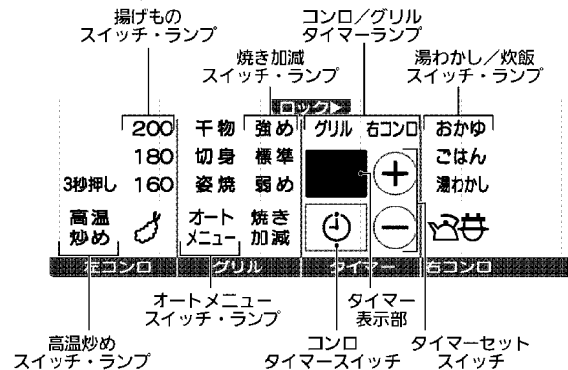 揚げもの
スイッチ・ランプ
コンロ／グリル
タイマーランプ
焼き加減
スイッチ・ランプ
湯わかし／炊飯
スイッチ・ランプ
ロック▷
200 干物 強め グリル 右コンロ おかゆ
180 切身 標準 ごはん
3秒押し 160 姿焼 弱め 湯わかし
高温 オート 焼き
炒め メニュー 加減
左コンロ グリル タイマー 右コンロ
オートメニュー
スイッチ・ランプ
タイマー
表示部
高温炒め
スイッチ・ランプ
コンロ
タイマースイッチ
タイマーセット
スイッチ